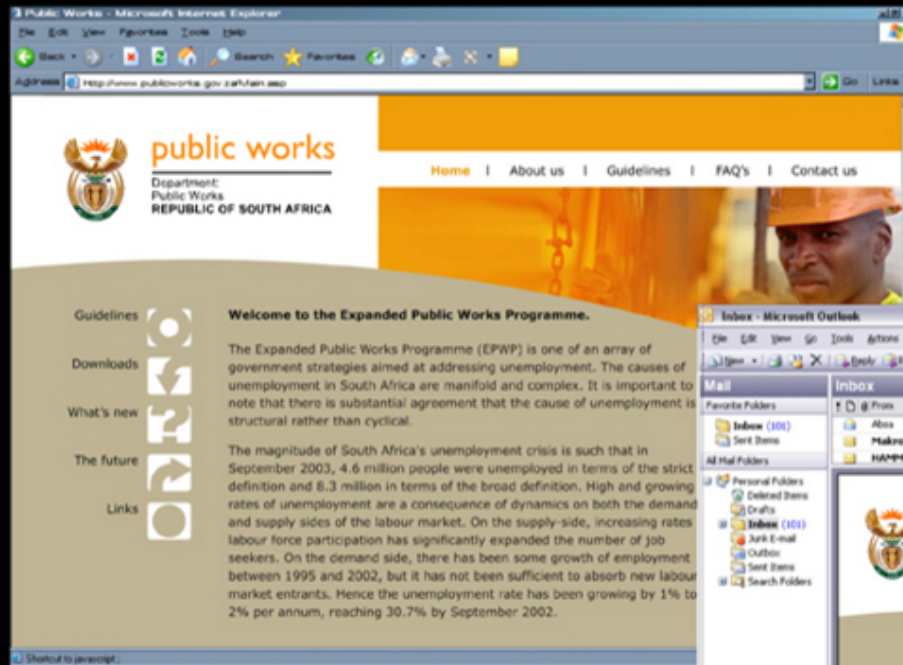 Public Works - Microsoft Internet Explorer
File Edit View Favorites Tools Help
Back Search Favorites
Address http://www.publicworks.gov.za/Main.asp Go Links
public works
Department:
Public Works
REPUBLIC OF SOUTH AFRICA
Home | About us | Guidelines | FAQ's | Contact us
Guidelines
Downloads
What's new
The future
Links
Welcome to the Expanded Public Works Programme.
The Expanded Public Works Programme (EPWP) is one of an array of
government strategies aimed at addressing unemployment. The causes of
unemployment in South Africa are manifold and complex. It is important to
note that there is substantial agreement that the cause of unemployment is
structural rather than cyclical.
The magnitude of South Africa's unemployment crisis is such that in
September 2003, 4.6 million people were unemployed in terms of the strict
definition and 8.3 million in terms of the broad definition. High and growing
rates of unemployment are a consequence of dynamics on both the demand
and supply sides of the labour market. On the supply-side, increasing rates
labour force participation has significantly expanded the number of job
seekers. On the demand side, there has been some growth of employment
between 1995 and 2002, but it has not been sufficient to absorb new labour
market entrants. Hence the unemployment rate has been growing by 1% to
2% per annum, reaching 30.7% by September 2002.
Shortcut to javascript:;
Inbox - Microsoft Outlook
File Edit View Go Tools Actions
New Reply
Mail
Favorite Folders
Inbox (101)
Sent Items
All Mail Folders
Personal Folders
Deleted Items
Drafts
Inbox (101)
Junk E-mail
Outbox
Sent Items
Search Folders
Inbox
From
Absa
Makro
HAMM